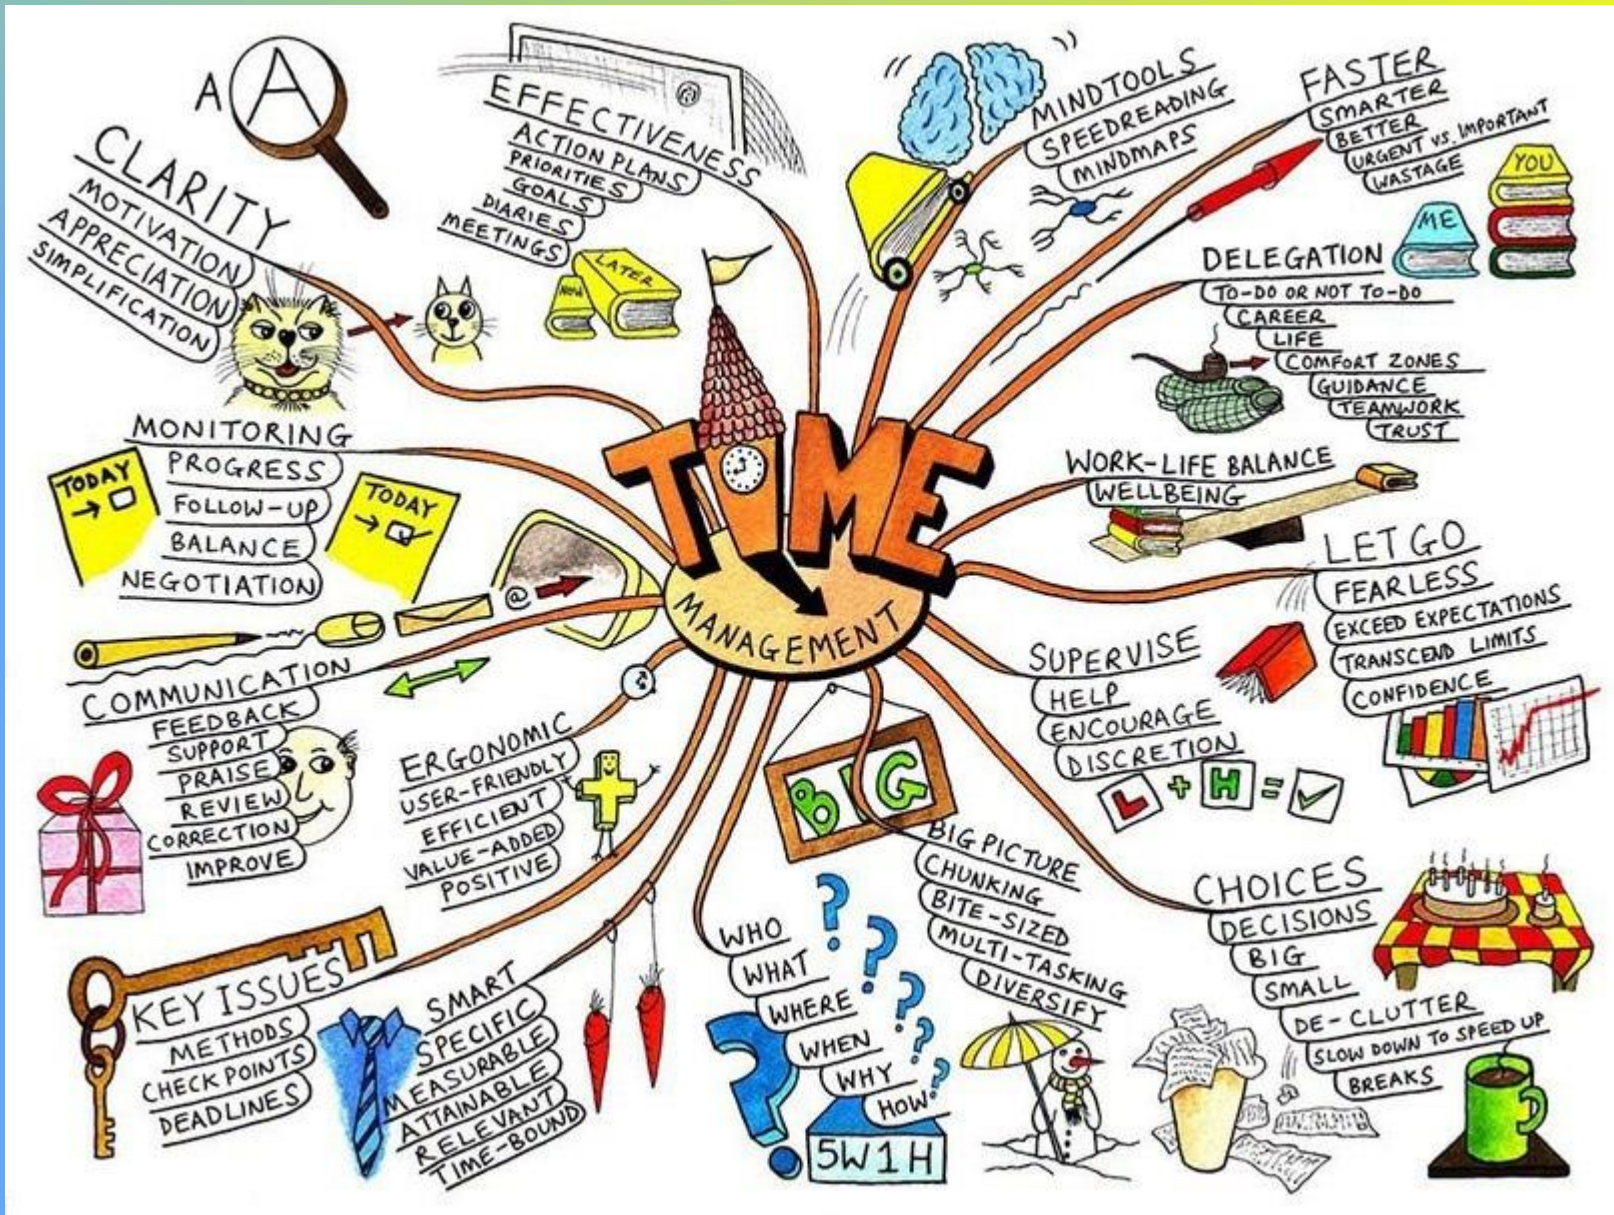 TIME
MANAGEMENT
A
A
CLARITY
MOTIVATION
APPRECIATION
SIMPLIFICATION
EFFECTIVENESS
ACTION PLANS
PRIORITIES
GOALS
DIARIES
MEETINGS
NOW
LATER
MINDTOOLS
SPEEDREADING
MINDMAPS
FASTER
SMARTER
BETTER
URGENT VS. IMPORTANT
WASTAGE
YOU
ME
DELEGATION
TO-DO OR NOT TO-DO
CAREER
LIFE
COMFORT ZONES
GUIDANCE
TEAMWORK
TRUST
WORK-LIFE BALANCE
WELLBEING
LET GO
FEARLESS
EXCEED EXPECTATIONS
TRANSCEND LIMITS
CONFIDENCE
SUPERVISE
HELP
ENCOURAGE
DISCRETION
L + H = ✓
CHOICES
DECISIONS
BIG
SMALL
DE-CLUTTER
SLOW DOWN TO SPEED UP
BREAKS
BIG
BIG PICTURE
CHUNKING
BITE-SIZED
MULTI-TASKING
DIVERSIFY
WHO
WHAT
WHERE
WHEN
WHY
HOW
? ? ? ? ? ?
?
5W1H
SMART
SPECIFIC
MEASURABLE
ATTAINABLE
RELEVANT
TIME-BOUND
KEY ISSUES
METHODS
CHECK POINTS
DEADLINES
ERGONOMIC
USER-FRIENDLY
EFFICIENT
VALUE-ADDED
POSITIVE
COMMUNICATION
FEEDBACK
SUPPORT
PRAISE
REVIEW
CORRECTION
IMPROVE
@
MONITORING
PROGRESS
FOLLOW-UP
BALANCE
NEGOTIATION
TODAY
→ ☐
TODAY
→ ☑